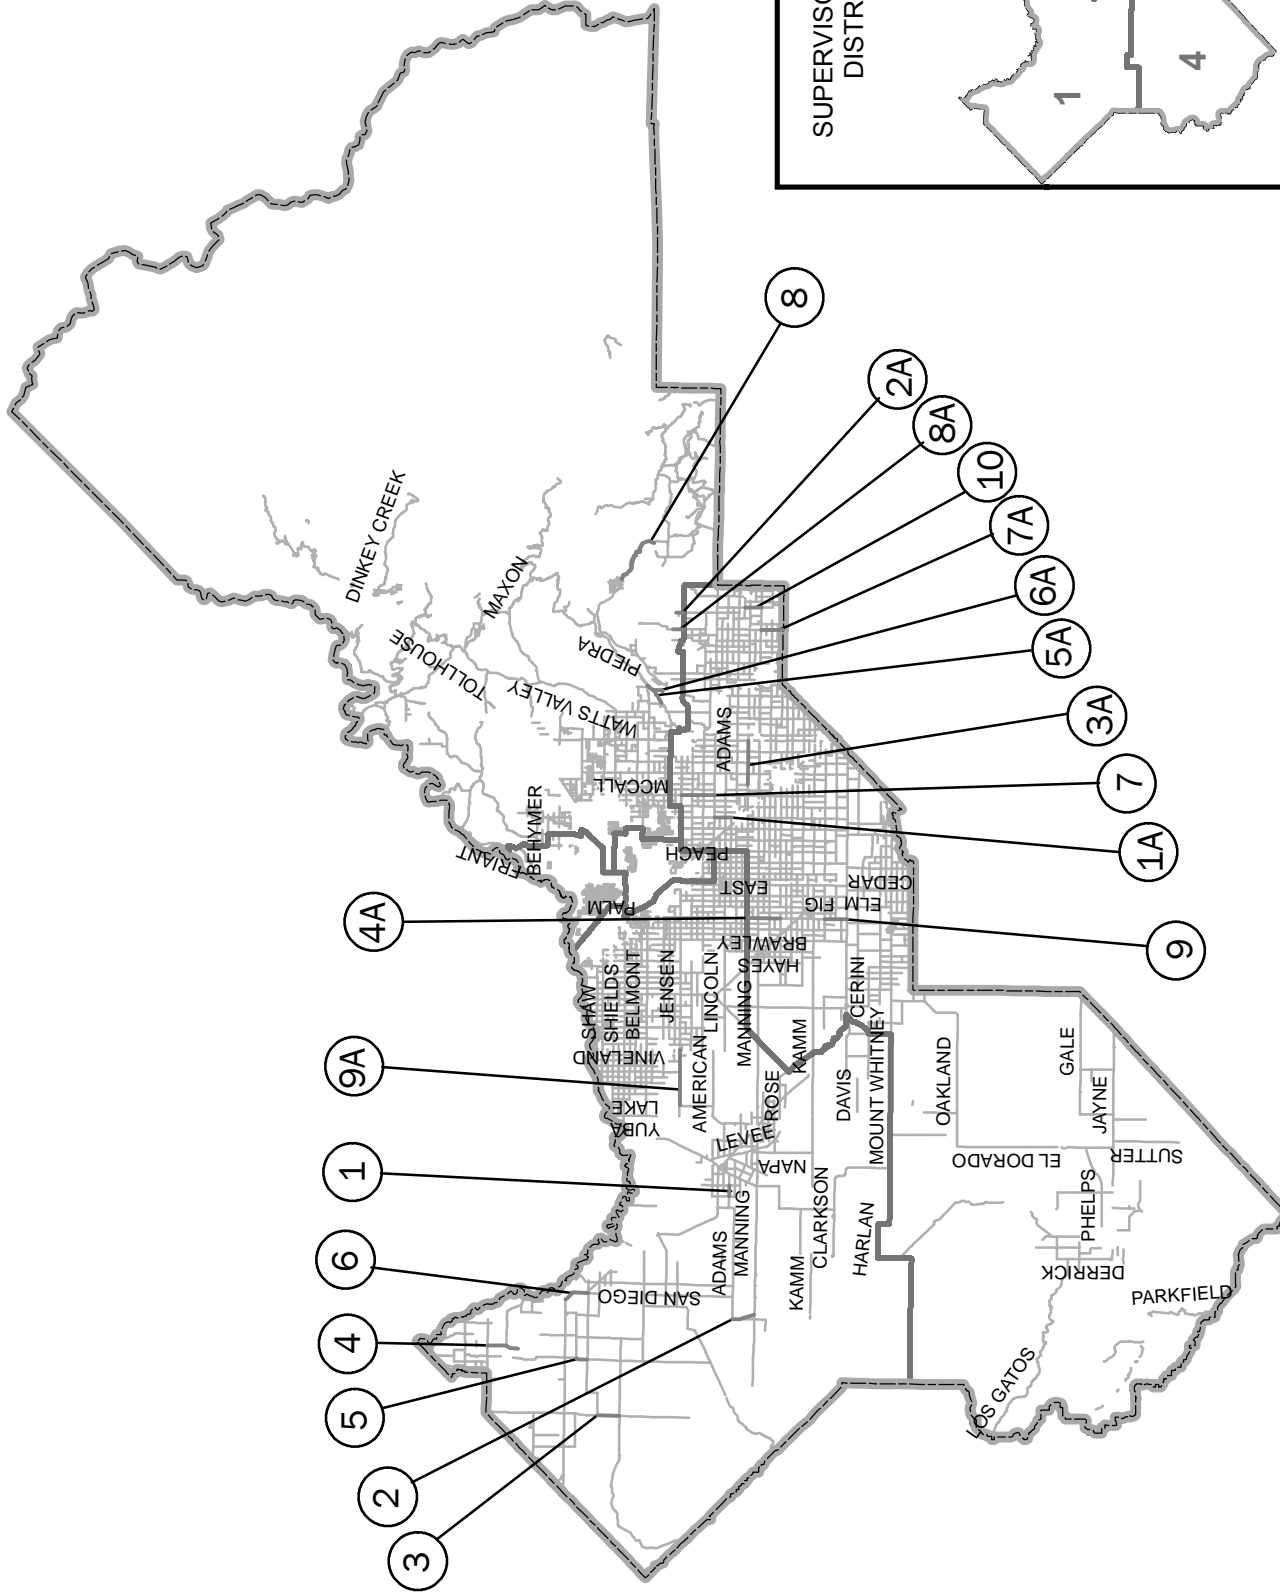 SUPERVISO
DISTR
1
4
DINKEY CREEK
MAXON
TOLLHOUSE
WATTS VALLEY
PIEDRA
MCCALL
BEHYMER
FRIANT
PALM
PEACH
EAST
ADAMS
CEDAR
ELM
FIG
BRAWLEY
HAYES
SHAW
SHIELDS
BELMONT
JENSEN
LINCOLN
MANNING
CERINI
KAMM
VINELAND
AMERICAN
LAKE
YUBA
LEVEE
ROSE
NAPA
DAVIS
MOUNT WHITNEY
OAKLAND
GALE
JAYNE
EL DORADO
SUTTER
PHELPS
DERRICK
PARKFIELD
LOS GATOS
ADAMS
MANNING
KAMM
CLARKSON
HARLAN
SAN DIEGO
8
2A
8A
10
7A
6A
5A
3A
7
1A
9
4A
9A
1
6
4
5
2
3